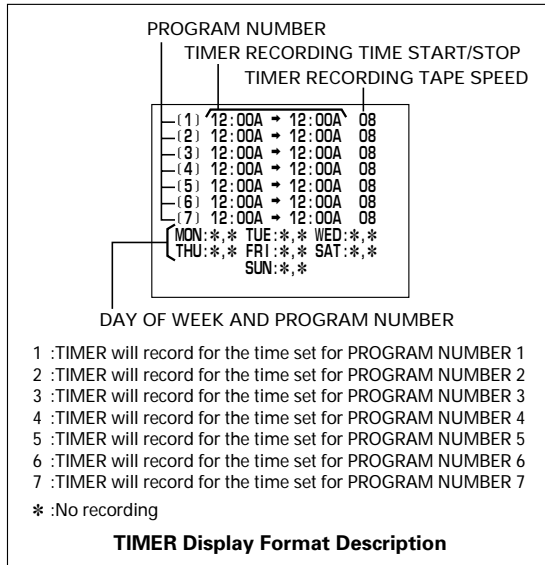 PROGRAM NUMBER
TIMER RECORDING TIME START/STOP
TIMER RECORDING TAPE SPEED
(1) 12:00A ➡ 12:00A 08
(2) 12:00A ➡ 12:00A 08
(3) 12:00A ➡ 12:00A 08
(4) 12:00A ➡ 12:00A 08
(5) 12:00A ➡ 12:00A 08
(6) 12:00A ➡ 12:00A 08
(7) 12:00A ➡ 12:00A 08
MON:*,* TUE:*,* WED:*,*
THU:*,* FRI:*,* SAT:*,*
SUN:*,*
DAY OF WEEK AND PROGRAM NUMBER
1 :TIMER will record for the time set for PROGRAM NUMBER 1
2 :TIMER will record for the time set for PROGRAM NUMBER 2
3 :TIMER will record for the time set for PROGRAM NUMBER 3
4 :TIMER will record for the time set for PROGRAM NUMBER 4
5 :TIMER will record for the time set for PROGRAM NUMBER 5
6 :TIMER will record for the time set for PROGRAM NUMBER 6
7 :TIMER will record for the time set for PROGRAM NUMBER 7
* :No recording
TIMER Display Format Description